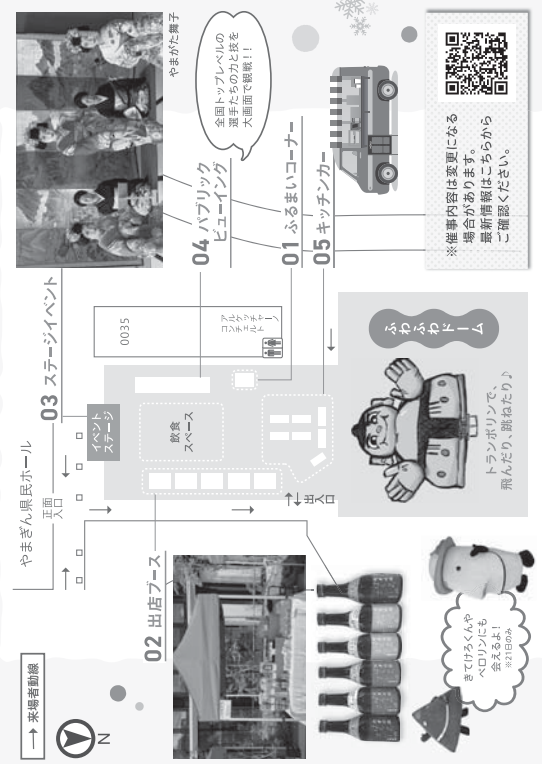 → 来場者動線
N
やまぎん県民ホール
正面
入口
02 出店ブース
03 ステージイベント
イベント
ステージ
飲食
スペース
出入口
0035
アルケッチァーノ
コンチェルト
04 パブリック
ビューイング
01 ふるまいコーナー
05 キッチンカー
やまがた舞子
全国トップレベルの
選手たちの力と技を
大画面で観戦!!
ふわふわドーム
トランポリンで、
飛んだり、跳ねたり♪
きてけろくんや
ペロリンにも
会えるよ!
※21日のみ
※催事内容は変更になる
場合があります。
最新情報はこちらから
ご確認ください。